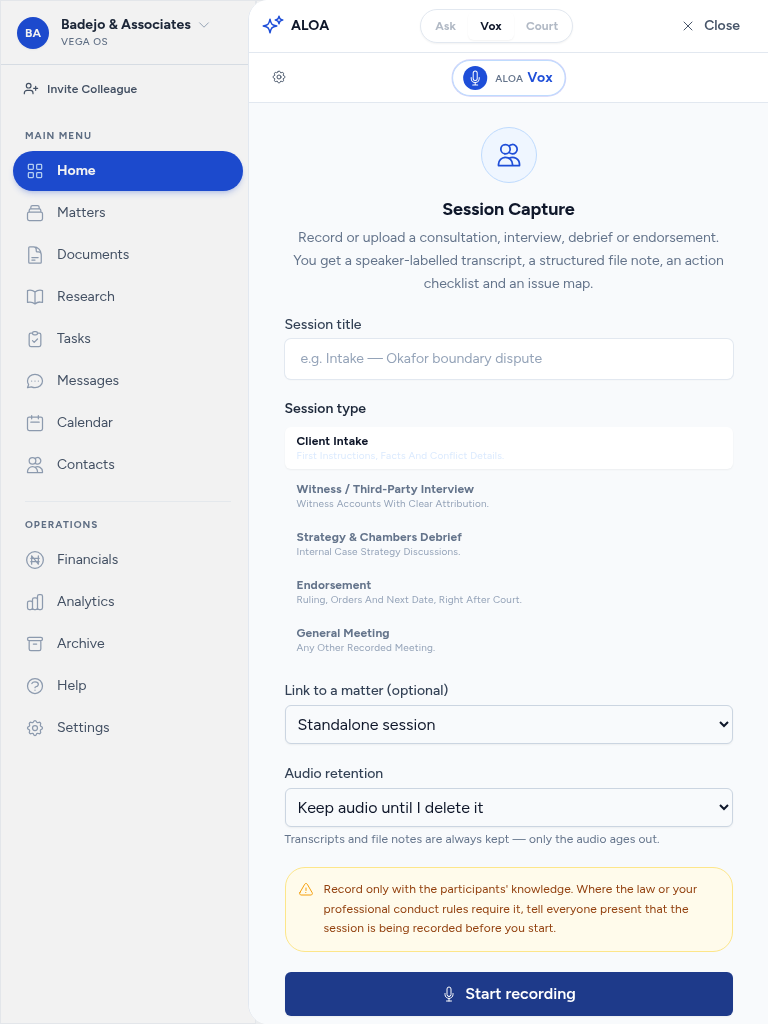 BA
Badejo & Associates
VEGA OS
Invite Colleague
MAIN MENU
Home
Matters
Documents
Research
Tasks
Messages
Calendar
Contacts
OPERATIONS
Financials
Analytics
Archive
Help
Settings
ALOA
Ask
Vox
Court
Close
ALOA Vox
Session Capture
Record or upload a consultation, interview, debrief or endorsement.
You get a speaker-labelled transcript, a structured file note, an action
checklist and an issue map.
Session title
e.g. Intake — Okafor boundary dispute
Session type
Client Intake
First Instructions, Facts And Conflict Details.
Witness / Third-Party Interview
Witness Accounts With Clear Attribution.
Strategy & Chambers Debrief
Internal Case Strategy Discussions.
Endorsement
Ruling, Orders And Next Date, Right After Court.
General Meeting
Any Other Recorded Meeting.
Link to a matter (optional)
Standalone session
Audio retention
Keep audio until I delete it
Transcripts and file notes are always kept — only the audio ages out.
Record only with the participants' knowledge. Where the law or your
professional conduct rules require it, tell everyone present that the
session is being recorded before you start.
Start recording